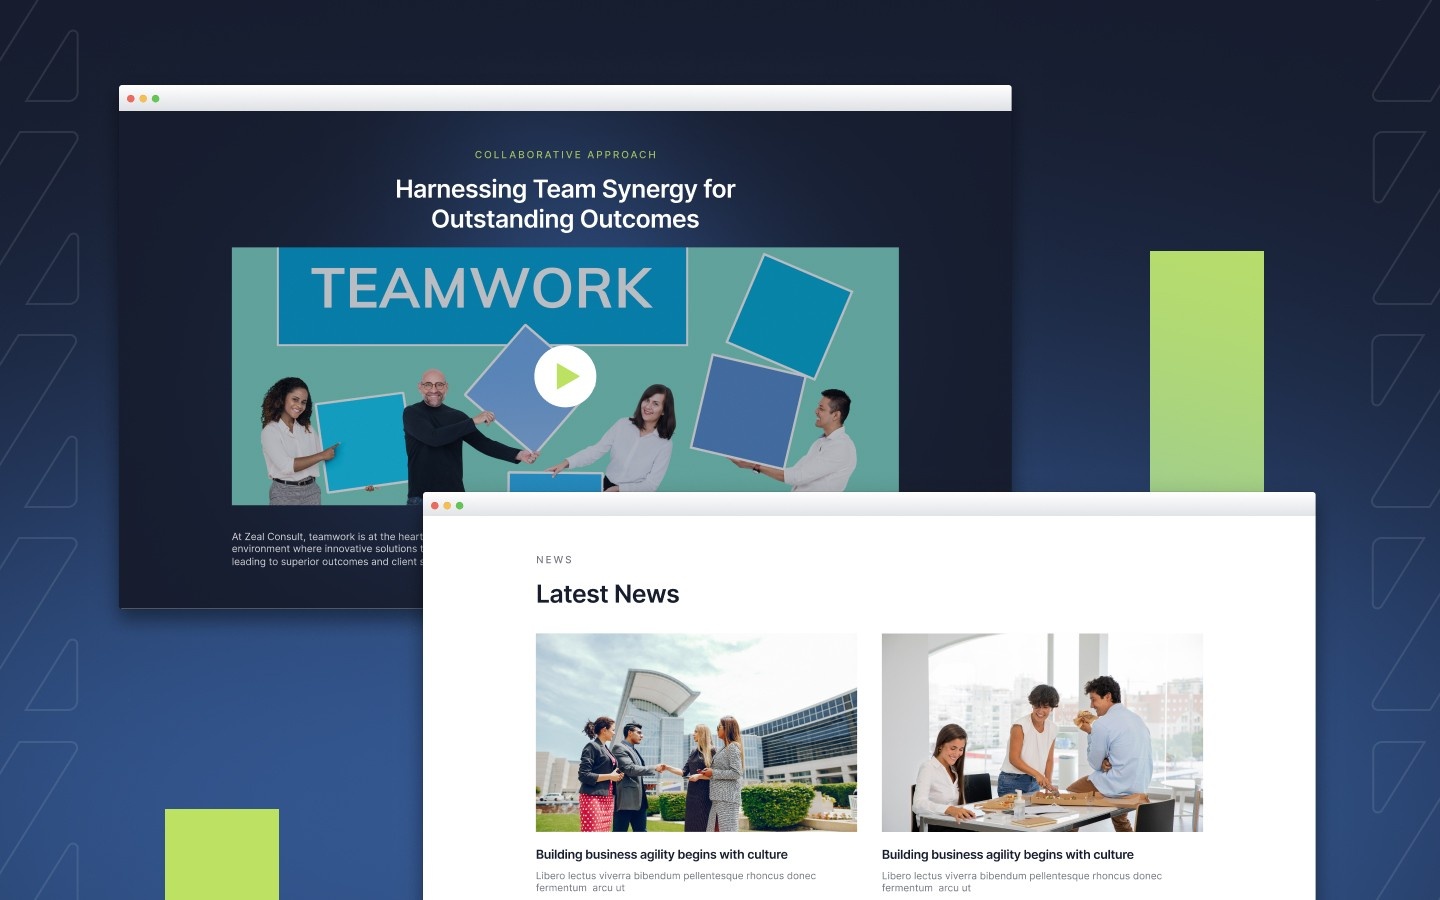 COLLABORATIVE APPROACH
Harnessing Team Synergy for
Outstanding Outcomes
TEAMWORK
At Zeal Consult, teamwork is at the heart
environment where innovative solutions
leading to superior outcomes and client
NEWS
Latest News
Building business agility begins with culture
Libero lectus viverra bibendum pellentesque rhoncus donec
fermentum arcu ut
Building business agility begins with culture
Libero lectus viverra bibendum pellentesque rhoncus donec
fermentum arcu ut